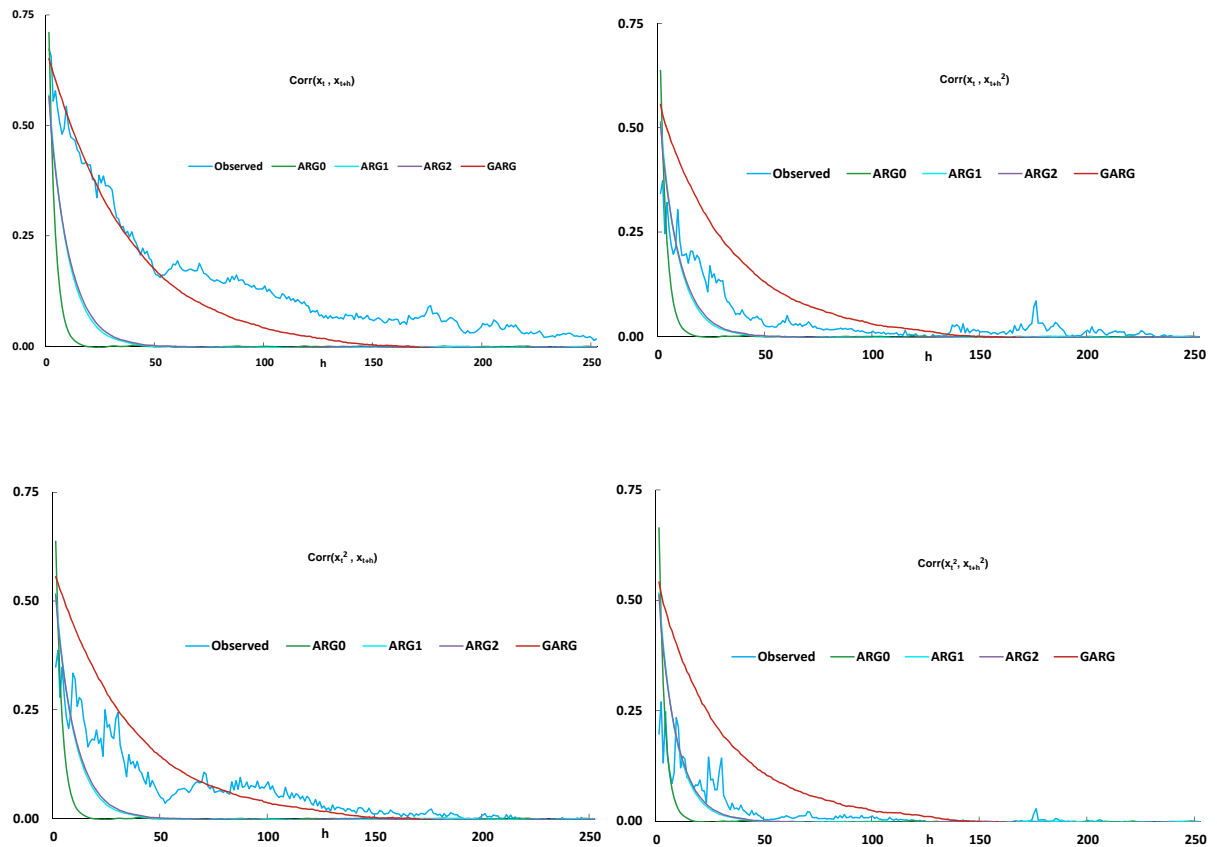 0.75
Corr(xₜ , xₜ₊ₕ)
0.50
Observed ARG0 ARG1 ARG2 GARG
0.25
0.00
0 50 100 150 200 250
h
0.75
Corr(xₜ , xₜ₊ₕ²)
0.50
Observed ARG0 ARG1 ARG2 GARG
0.25
0.00
0 50 100 150 200 250
h
0.75
Corr(xₜ² , xₜ₊ₕ)
0.50
Observed ARG0 ARG1 ARG2 GARG
0.25
0.00
0 50 100 150 200 250
h
0.75
Corr(xₜ², xₜ₊ₕ²)
0.50
Observed ARG0 ARG1 ARG2 GARG
0.25
0.00
0 50 100 150 200 250
h